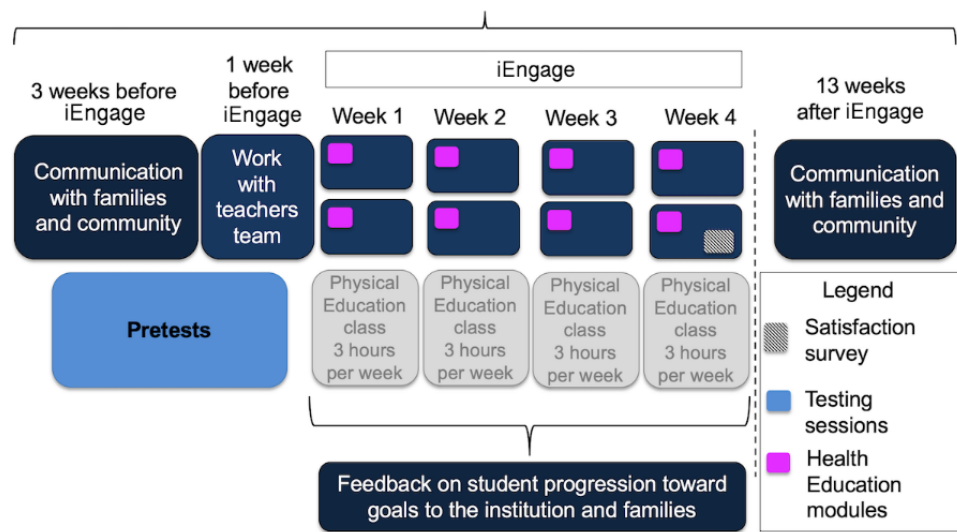 3 weeks before
iEngage
1 week
before
iEngage
iEngage
Week 1
Week 2
Week 3
Week 4
13 weeks
after iEngage
Communication
with families
and community
Work
with
teachers
team
Communication
with families and
community
Pretests
Physical
Education
class
3 hours
per week
Physical
Education
class
3 hours
per week
Physical
Education
class
3 hours
per week
Physical
Education
class
3 hours
per week
Legend
Satisfaction
survey
Testing
sessions
Health
Education
modules
Feedback on student progression toward
goals to the institution and families